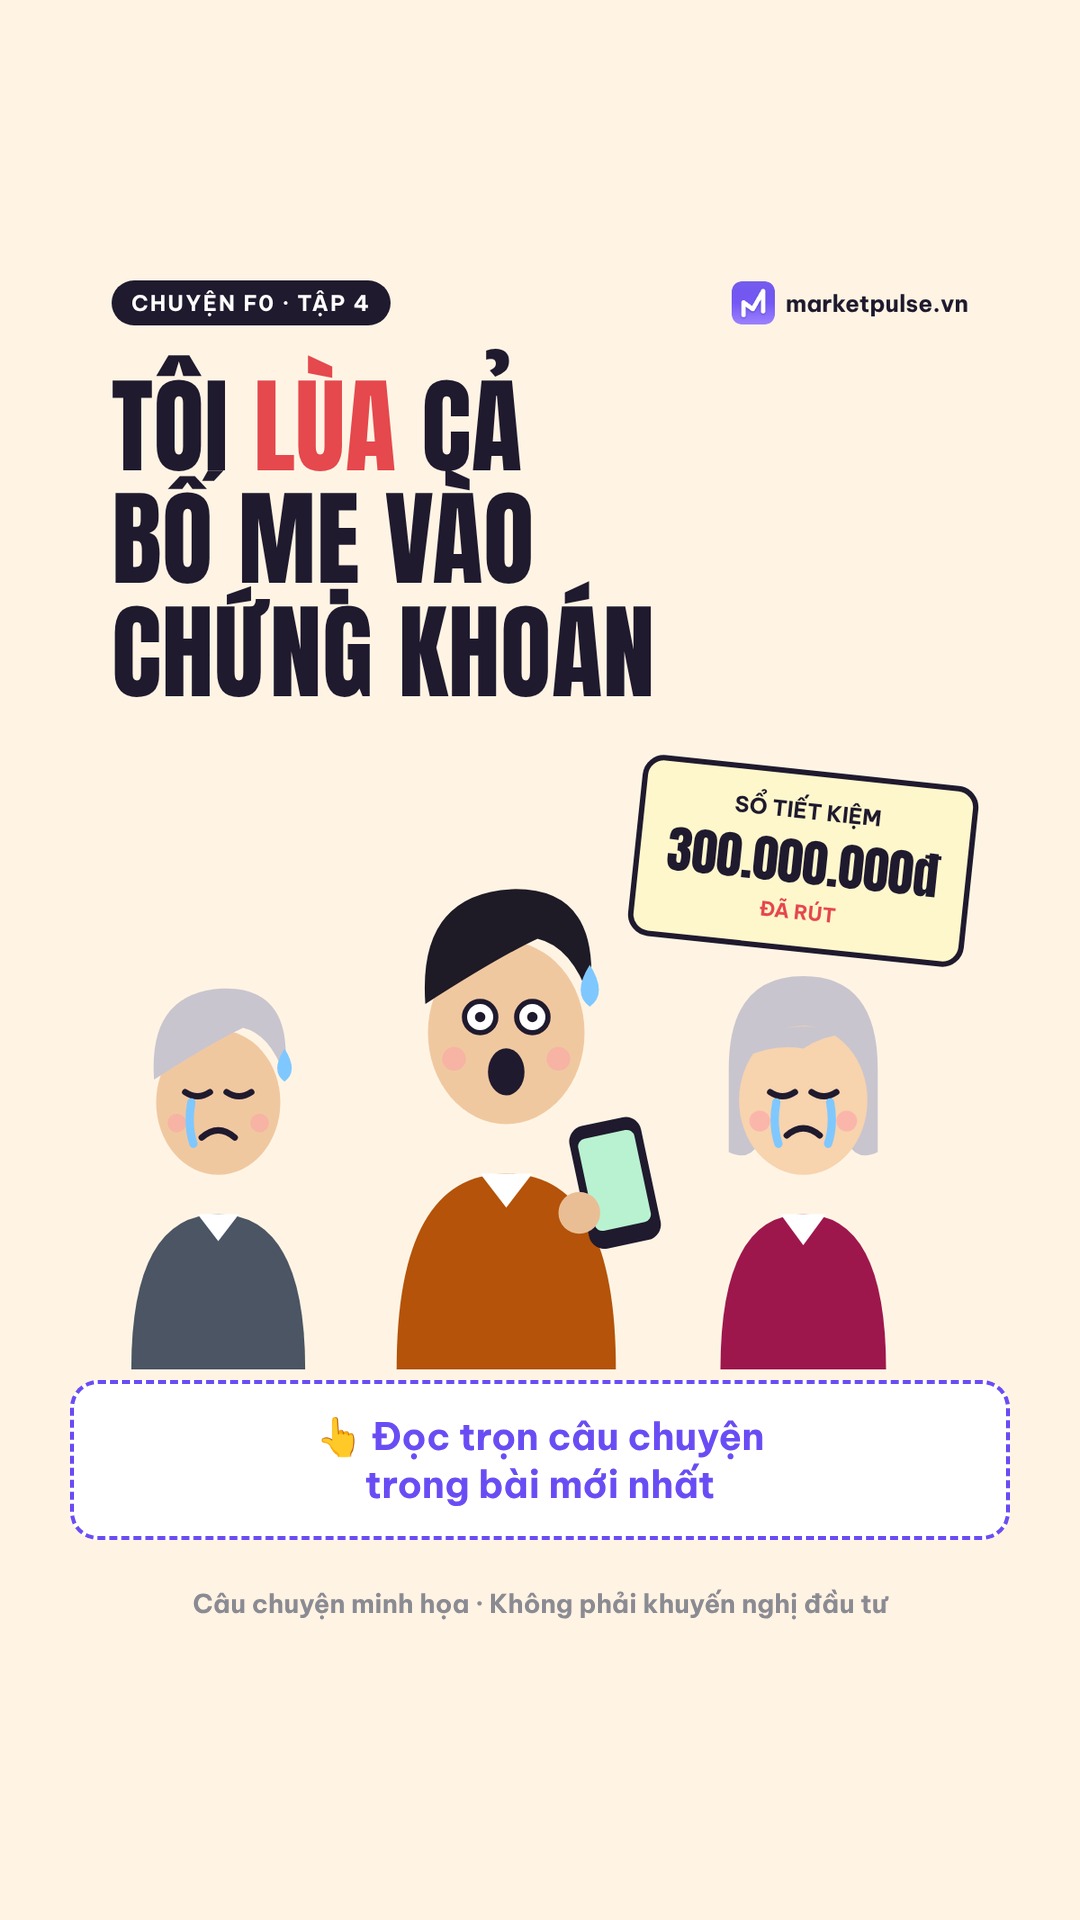 CHUYỆN F0 · TẬP 4
marketpulse.vn
TÔI LÙA CẢ
BỐ MẸ VÀO
CHỨNG KHOÁN
SỔ TIẾT KIỆM
300.000.000đ
ĐÃ RÚT
👆 Đọc trọn câu chuyện
trong bài mới nhất
Câu chuyện minh họa · Không phải khuyến nghị đầu tư